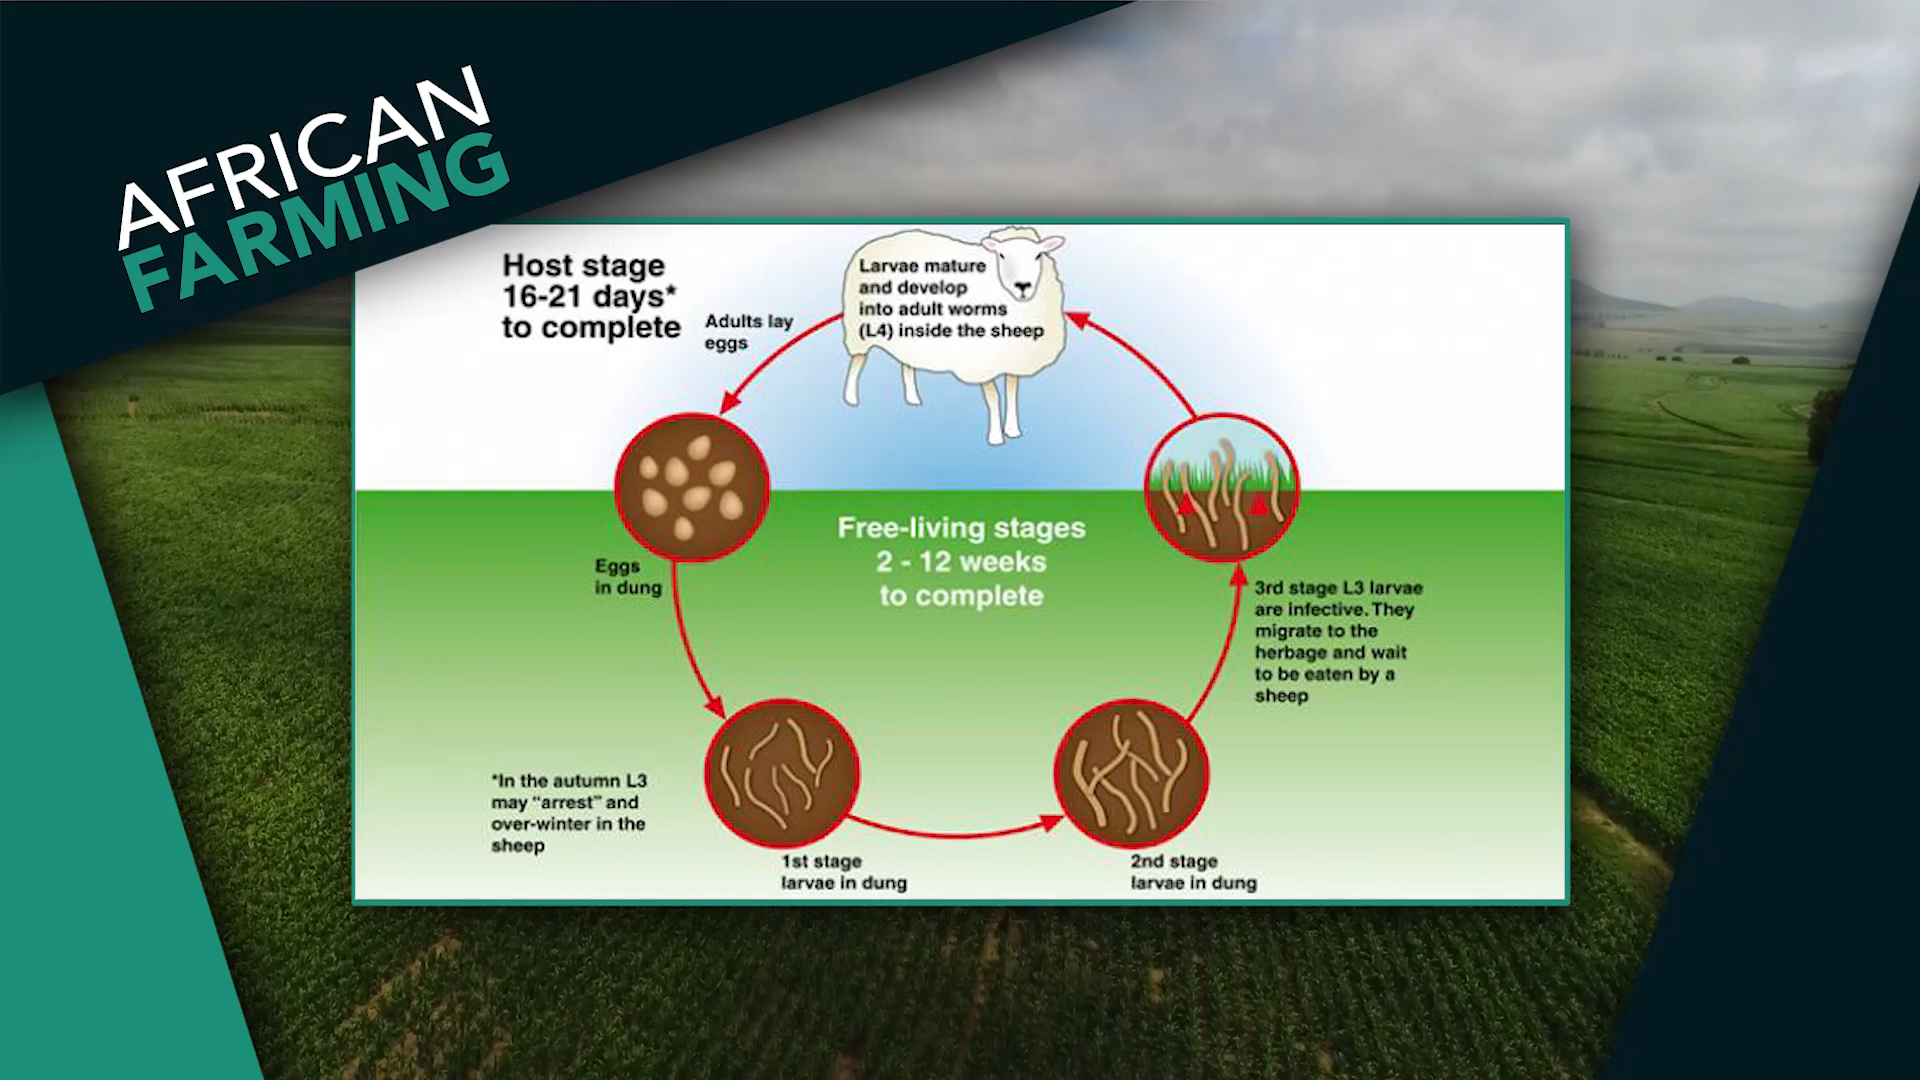 AFRICAN
FARMING
Host stage
16-21 days*
to complete
Adults lay
eggs
Larvae mature
and develop
into adult worms
(L4) inside the sheep
Eggs
in dung
Free-living stages
2 - 12 weeks
to complete
3rd stage L3 larvae
are infective. They
migrate to the
herbage and wait
to be eaten by a
sheep
*In the autumn L3
may "arrest" and
over-winter in the
sheep
1st stage
larvae in dung
2nd stage
larvae in dung